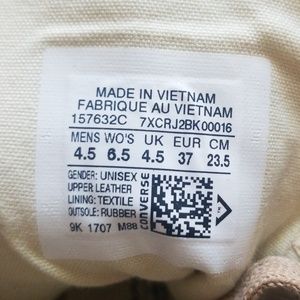 MADE IN VIETNAM
FABRIQUE AU VIETNAM
157632C 7XCRJ2BK00016
MENS WO'S UK EUR CM
4.5 6.5 4.5 37 23.5
GENDER: UNISEX
UPPER LEATHER
LINING: TEXTILE
OUTSOLE: RUBBER
9K 1707 M88
CONVERSE